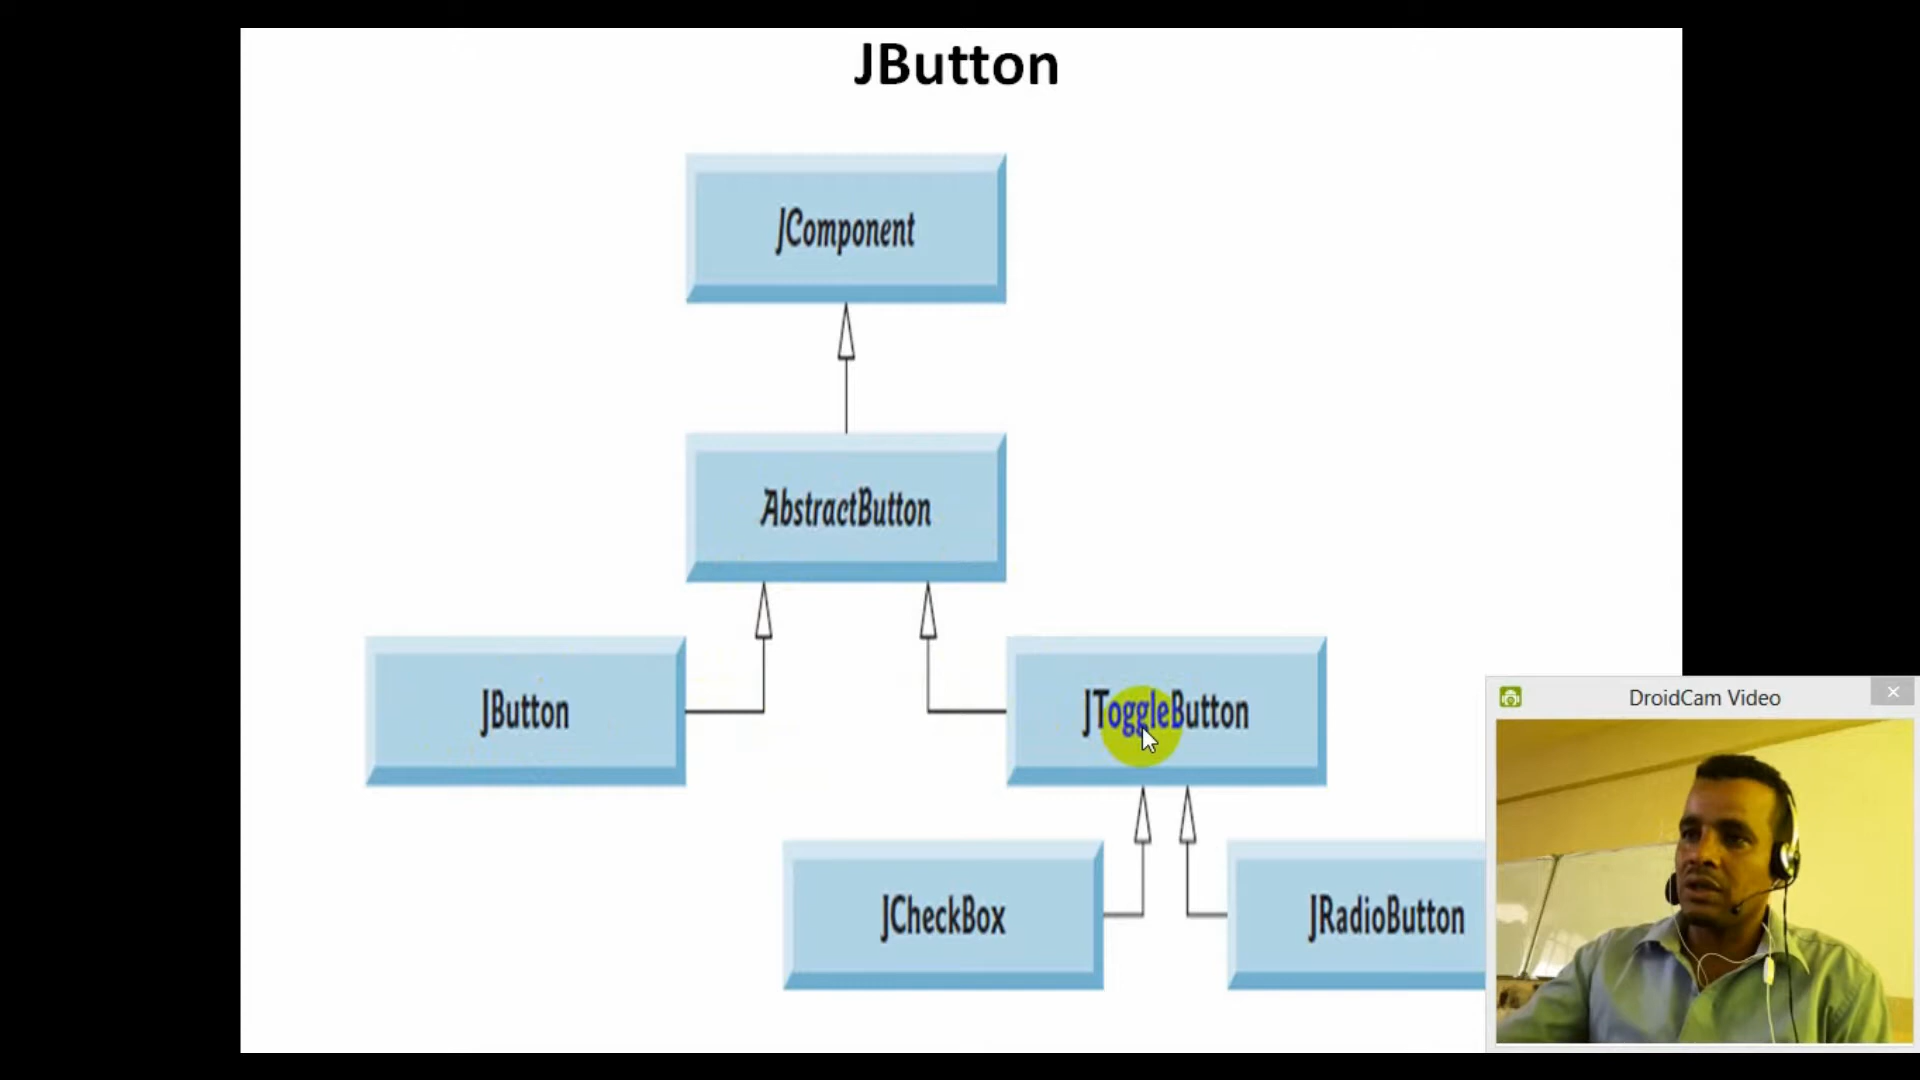 JButton
JComponent
AbstractButton
JButton
JToggleButton
DroidCam Video
JCheckBox
JRadioButton